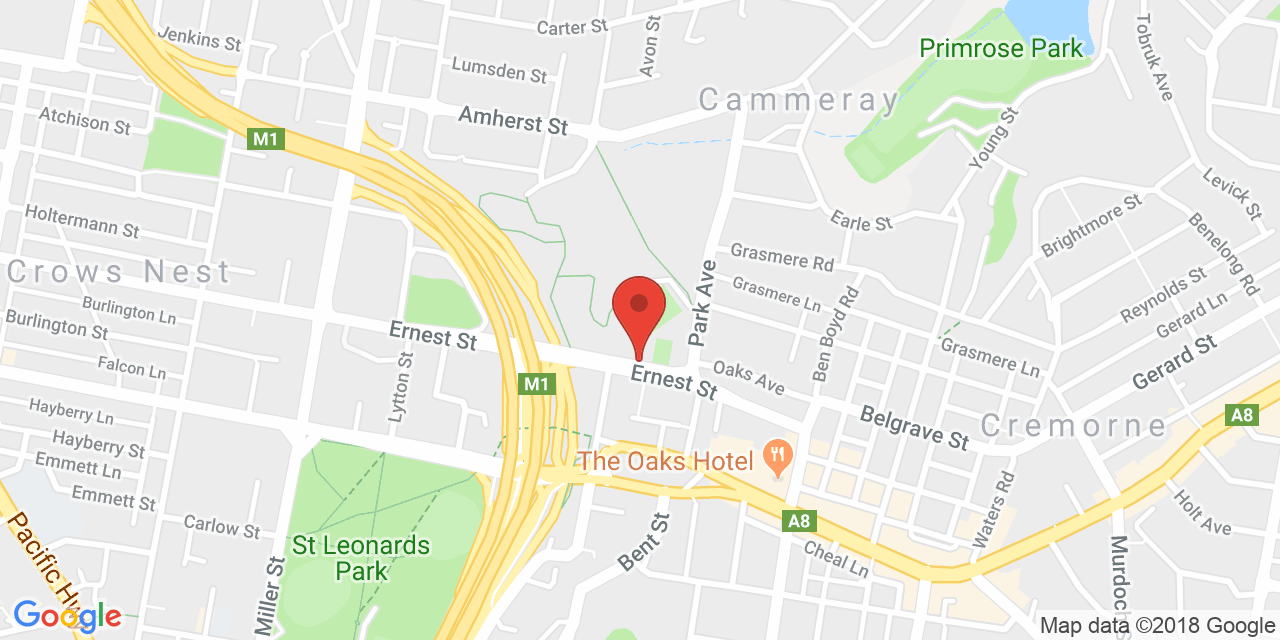 Jenkins St
Carter St
Avon St
Primrose Park
Tobruk Ave
Lumsden St
Cammeray
Atchison St
Amherst St
M1
Young St
Levick St
Holtermann St
Earle St
Brightmore St
Benelong Rd
Crows Nest
Grasmere Rd
Park Ave
Grasmere Ln
Reynolds St
Burlington Ln
Gerard Ln
Burlington St
Ernest St
Ben Boyd Rd
Grasmere Ln
Gerard St
Falcon Ln
Lytton St
M1
Ernest St
Oaks Ave
Hayberry Ln
Belgrave St
Cremorne
A8
Hayberry St
Emmett Ln
The Oaks Hotel
Emmett St
Waters Rd
Holt Ave
Carlow St
A8
Pacific Hw
St Leonards
Park
Bent St
Cheal Ln
Miller St
Google
Map data ©2018 Google